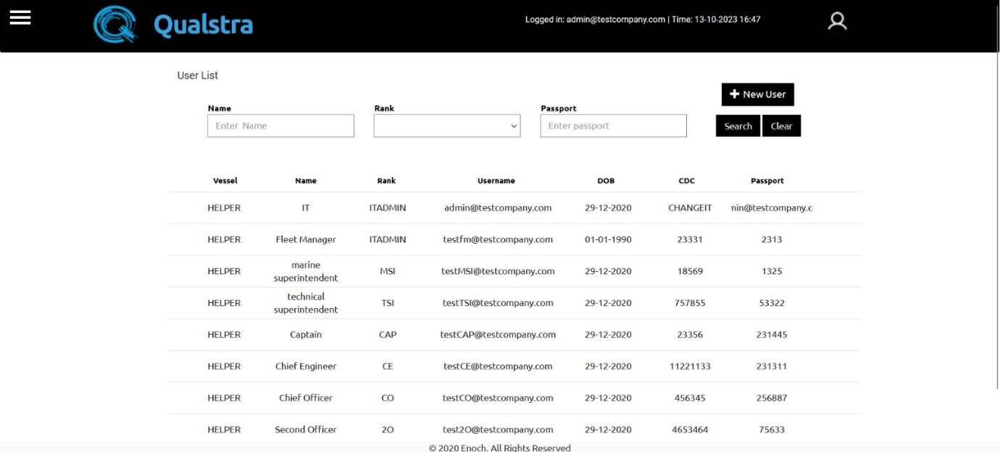 Qualstra
Logged in: admin@testcompany.com | Time: 13-10-2023 16:47
User List
+ New User
Name Rank Passport
Enter Name Enter passport Search Clear
Vessel Name Rank Username DOB CDC Passport
HELPER IT ITADMIN admin@testcompany.com 29-12-2020 CHANGEIT min@testcompany.c
HELPER Fleet Manager ITADMIN testfm@testcompany.com 01-01-1990 23331 2313
HELPER marine superintendent MSI testMSI@testcompany.com 29-12-2020 18569 1325
HELPER technical superintendent TSI testTSI@testcompany.com 29-12-2020 757855 53322
HELPER Captain CAP testCAP@testcompany.com 29-12-2020 23356 231445
HELPER Chief Engineer CE testCE@testcompany.com 29-12-2020 11221133 231311
HELPER Chief Officer CO testCO@testcompany.com 29-12-2020 456345 256887
HELPER Second Officer 2O test2O@testcompany.com 29-12-2020 4653464 75633
© 2020 Enoch. All Rights Reserved